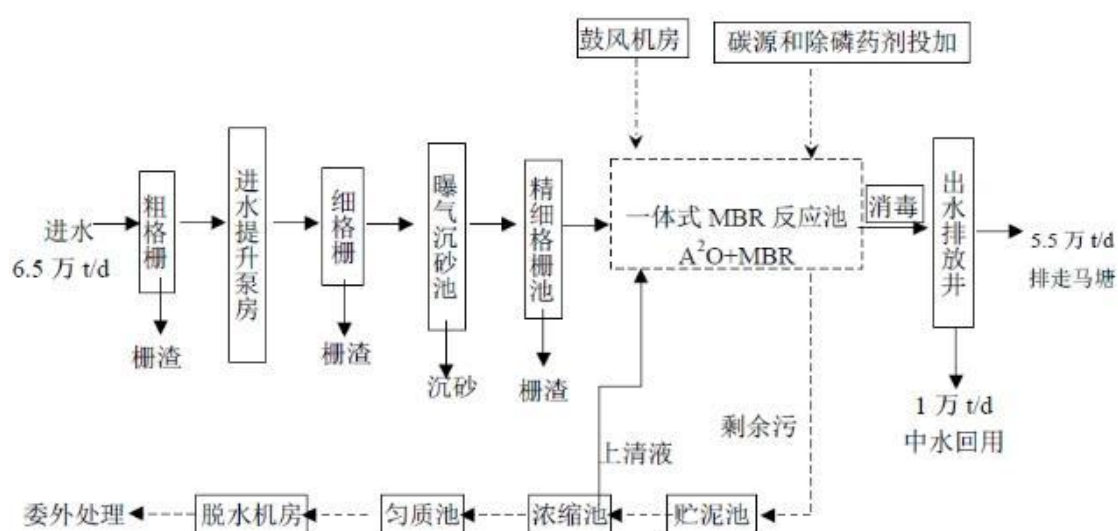 鼓风机房
碳源和除磷药剂投加
进水
6.5 万 t/d
粗格栅
进水提升泵房
细格栅
曝气沉砂池
精细格栅池
一体式 MBR 反应池
A²O+MBR
消毒
出水排放井
5.5 万 t/d
排走马塘
栅渣
栅渣
沉砂
栅渣
1 万 t/d
中水回用
剩余污
上清液
委外处理
脱水机房
匀质池
浓缩池
贮泥池